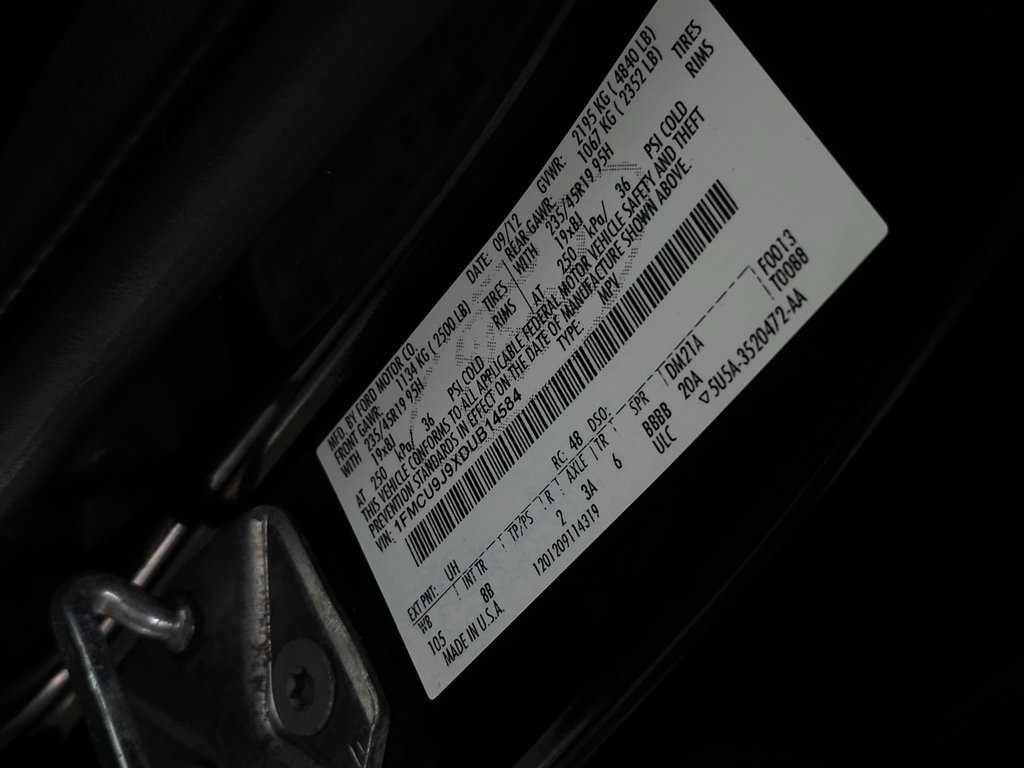 MFD. BY FORD MOTOR CO. DATE: 09/12 GVWR: 2195 KG ( 4840 LB)
FRONT GAWR: 1134 KG ( 2500 LB) REAR GAWR: 1067 KG ( 2352 LB)
WITH 235/45R19 95H TIRES WITH 235/45R19 95H TIRES
19x8J RIMS 19x8J RIMS
AT 250 kPa/ 36 PSI COLD AT 250 kPa/ 36 PSI COLD
THIS VEHICLE CONFORMS TO ALL APPLICABLE FEDERAL MOTOR VEHICLE SAFETY AND THEFT
PREVENTION STANDARDS IN EFFECT ON THE DATE OF MANUFACTURE SHOWN ABOVE.
VIN: 1FMCU9J9XDUB14584 TYPE MPV
EXT PNT: UH RC: 48 DSO: F0013
WB INT TR TP/PS R AXLE TR SPR DM21A T0088
105 8B 2 3A 6 BBBB 20A
MADE IN U.S.A. 1201209114319 ULC ▽5U5A-3520472-AA